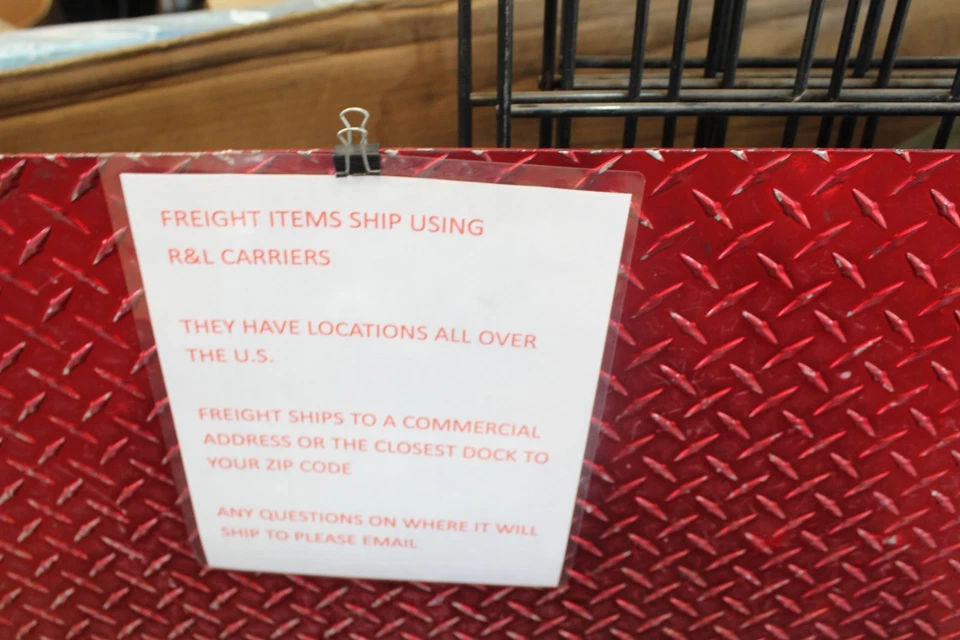 FREIGHT ITEMS SHIP USING
R&L CARRIERS
THEY HAVE LOCATIONS ALL OVER
THE U.S.
FREIGHT SHIPS TO A COMMERCIAL
ADDRESS OR THE CLOSEST DOCK TO
YOUR ZIP CODE
ANY QUESTIONS ON WHERE IT WILL
SHIP TO PLEASE EMAIL